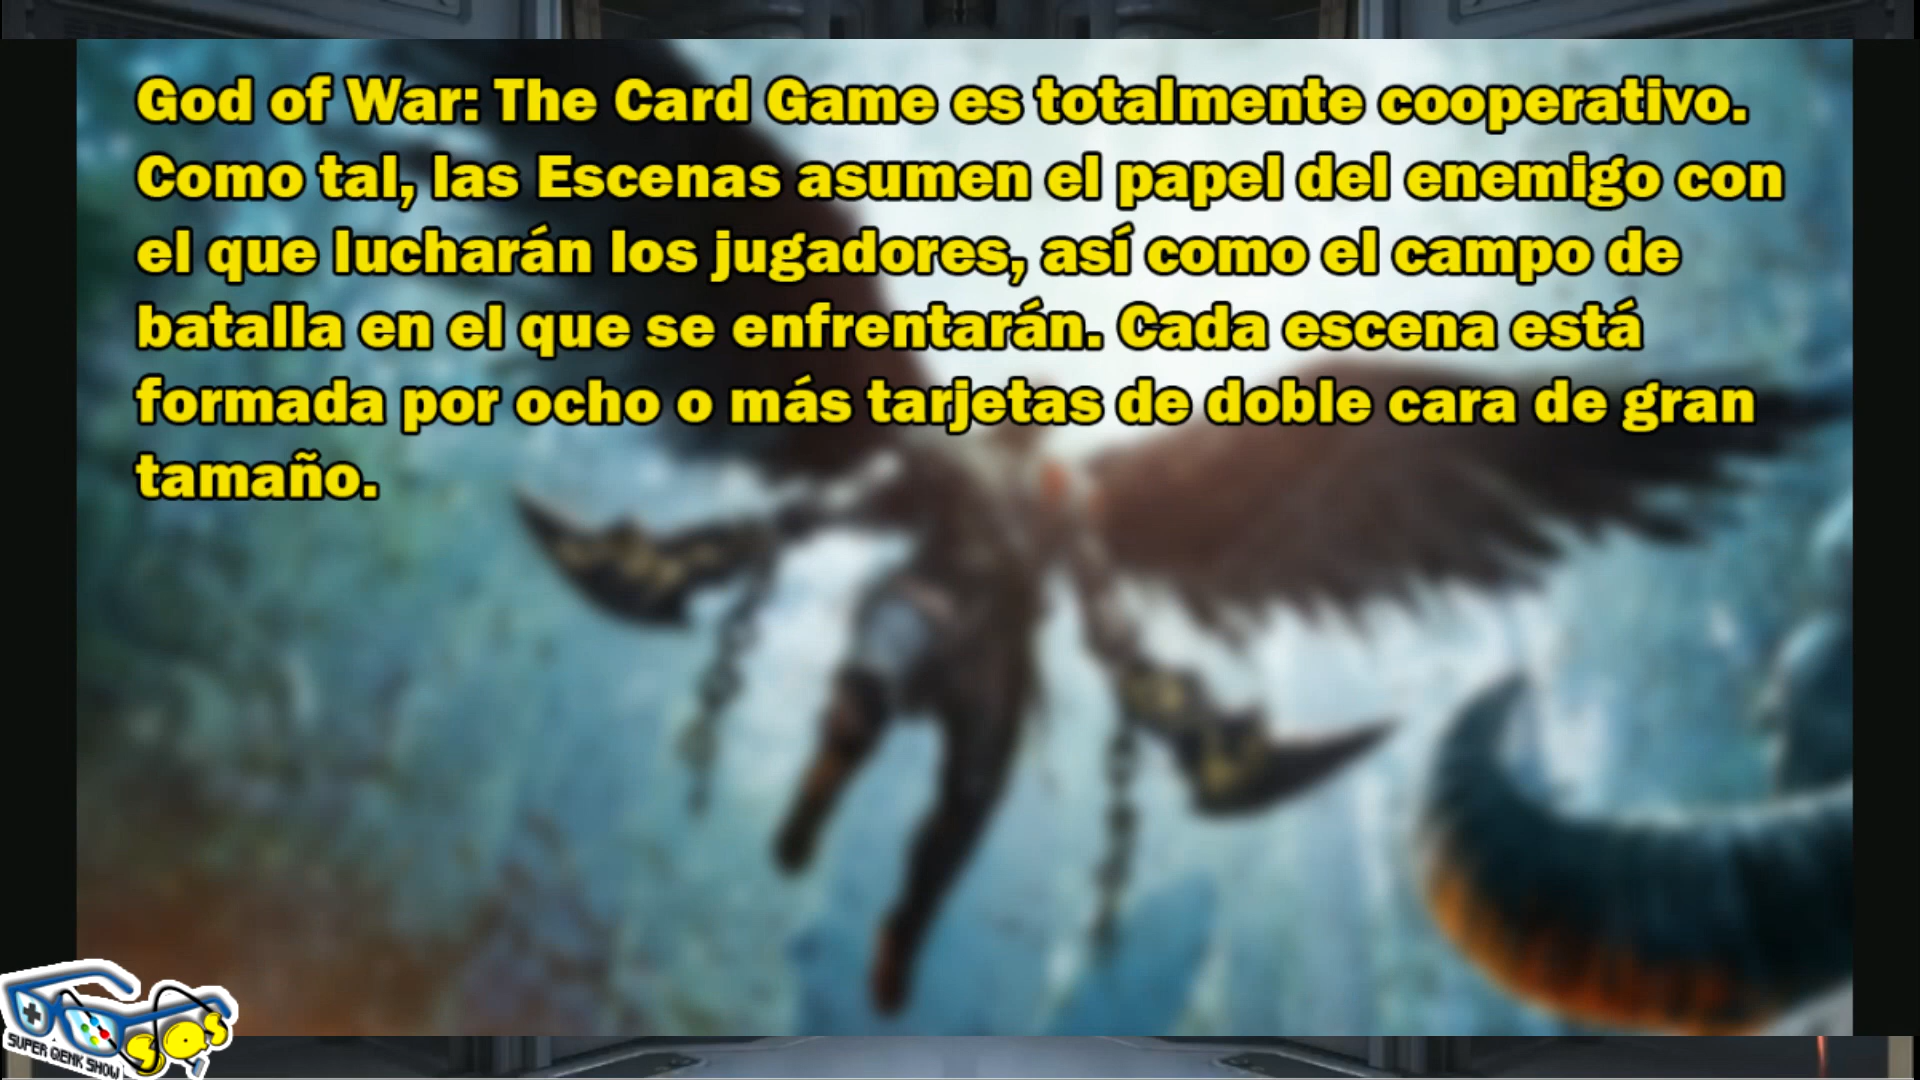 God of War: The Card Game es totalmente cooperativo.
Como tal, las Escenas asumen el papel del enemigo con
el que lucharán los jugadores, así como el campo de
batalla en el que se enfrentarán. Cada escena está
formada por ocho o más tarjetas de doble cara de gran
tamaño.
SUPER QENK SHOW
SQS